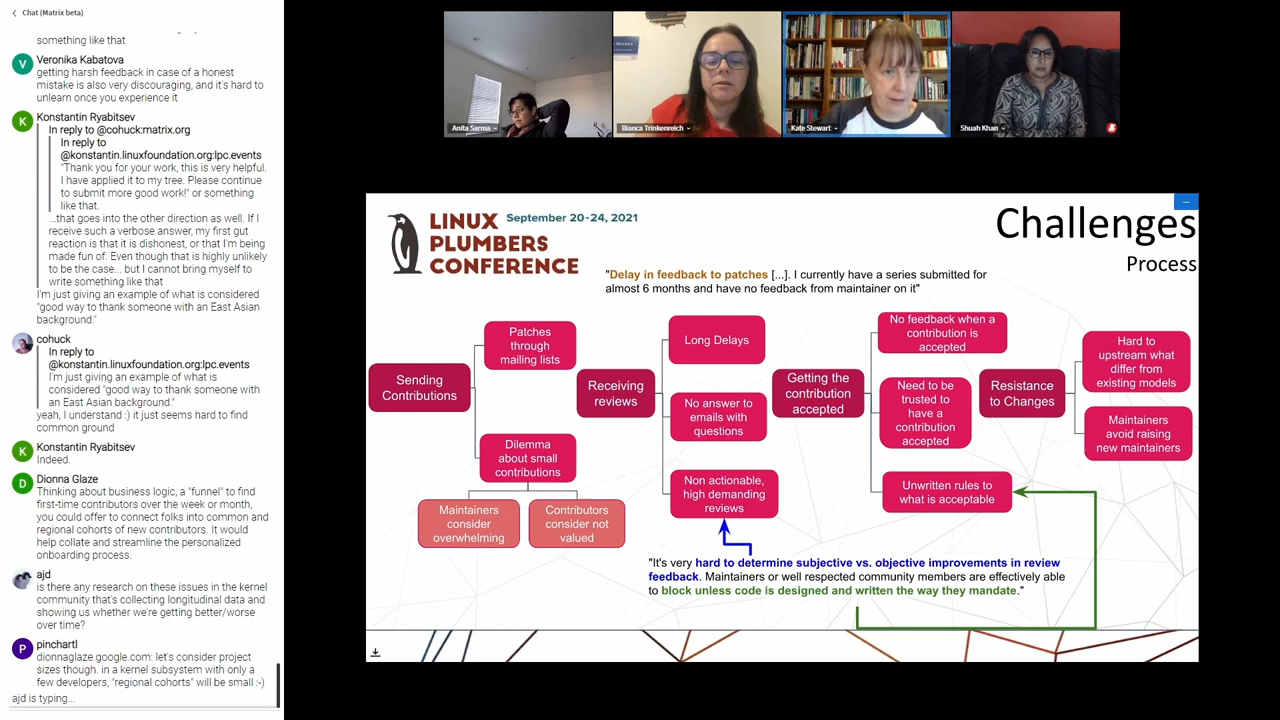 Chat (Matrix beta)
something like that
Veronika Kabatova
getting harsh feedback in case of a honest
mistake is also very discouraging, and it's hard to
unlearn once you experience it
Konstantin Ryabitsev
In reply to @cohuck:matrix.org
In reply to
@konstantin.linuxfoundation.org:lpc.events
"Thank you for your work, this is very helpful.
I have applied it to my tree. Please continue
to submit more good work!" or something
like that.
...that goes into the other direction as well. If I
receive such a verbose answer, my first gut
reaction is that it is dishonest, or that I'm being
made fun of. Even though that is highly unlikely
to be the case... but I cannot bring myself to
write something like that
I'm just giving an example of what is considered
"good way to thank someone with an East Asian
background."
cohuck
In reply to
@konstantin.linuxfoundation.org:lpc.events
I'm just giving an example of what is
considered "good way to thank someone with
an East Asian background."
yeah, I understand :) it just seems hard to find
common ground
Konstantin Ryabitsev
Indeed.
Dionna Glaze
Thinking about business logic, a "funnel" to find
first-time contributors over the week or month,
you could offer to connect folks into common and
regional cohorts of new contributors. It would
help collate and streamline the personalized
onboarding process.
ajd
is there any research on these issues in the kernel
community that's collecting longitudinal data and
showing us whether we're getting better/worse
over time?
pinchartl
dionnaglaze.google.com: let's consider project
sizes though. in a kernel subsystem with only a
few developers, "regional cohorts" will be small :-)
ajd is typing...
Anita Sarma
Bianca Trinkenreich
Kate Stewart
Shuah Khan
LINUX
PLUMBERS
CONFERENCE
September 20-24, 2021
Challenges
Process
"Delay in feedback to patches [...]. I currently have a series submitted for
almost 6 months and have no feedback from maintainer on it"
Sending
Contributions
Patches
through
mailing lists
Dilemma
about small
contributions
Maintainers
consider
overwhelming
Contributors
consider not
valued
Receiving
reviews
Long Delays
No answer to
emails with
questions
Non actionable,
high demanding
reviews
Getting the
contribution
accepted
No feedback when a
contribution is
accepted
Need to be
trusted to
have a
contribution
accepted
Unwritten rules to
what is acceptable
Resistance
to Changes
Hard to
upstream what
differ from
existing models
Maintainers
avoid raising
new maintainers
"It's very hard to determine subjective vs. objective improvements in review
feedback. Maintainers or well respected community members are effectively able
to block unless code is designed and written the way they mandate."